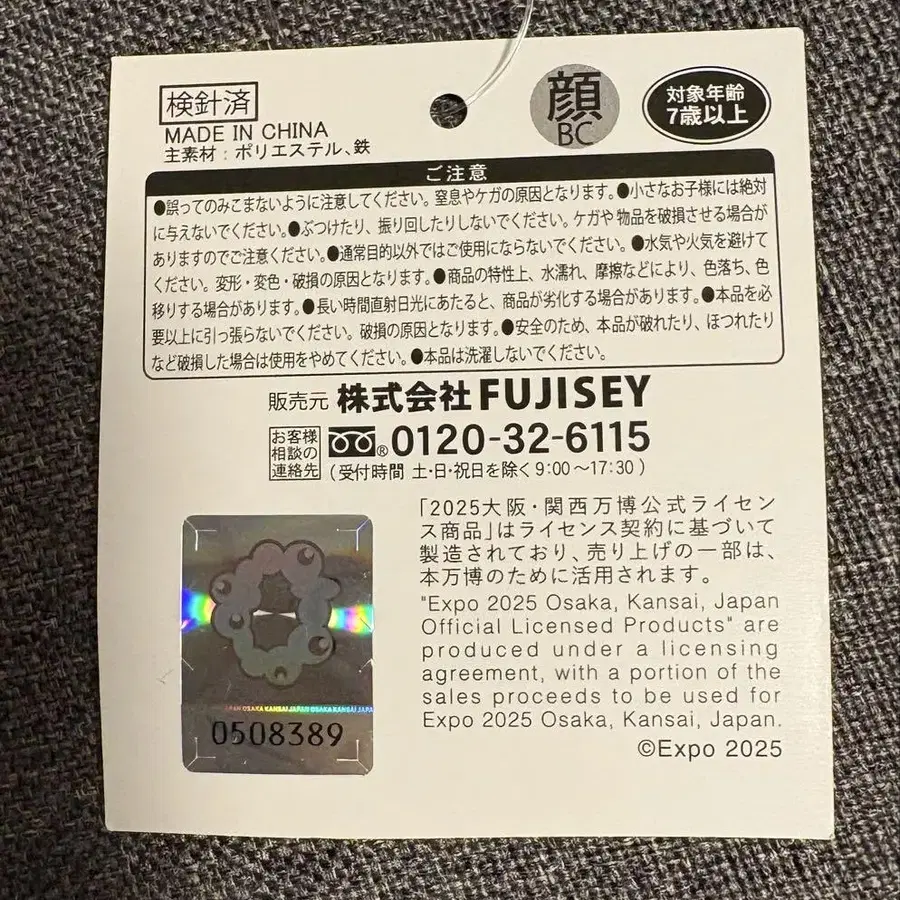 検針済
MADE IN CHINA
主素材：ポリエステル、鉄
顔
BC
対象年齢
7歳以上
ご注意
●誤ってのみこまないように注意してください。窒息やケガの原因となります。●小さなお子様には絶対
に与えないでください。●ぶつけたり、振り回したりしないでください。ケガや物品を破損させる場合が
ありますのでご注意ください。●通常目的以外ではご使用にならないでください。●水気や火気を避けて
ください。変形・変色・破損の原因となります。●商品の特性上、水濡れ、摩擦などにより、色落ち、色
移りする場合があります。●長い時間直射日光にあたると、商品が劣化する場合があります。●本品を必
要以上に引っ張らないでください。破損の原因となります。●安全のため、本品が破れたり、ほつれたり
など破損した場合は使用をやめてください。●本品は洗濯しないでください。
販売元 株式会社FUJISEY
お客様
相談の
連絡先
® 0120-32-6115
（受付時間 土・日・祝日を除く9:00～17:30）
「2025大阪・関西万博公式ライセン
ス商品」はライセンス契約に基づいて
製造されており、売り上げの一部は、
本万博のために活用されます。
"Expo 2025 Osaka, Kansai, Japan
Official Licensed Products" are
produced under a licensing
agreement, with a portion of the
sales proceeds to be used for
Expo 2025 Osaka, Kansai, Japan.
©Expo 2025
JAPAN OSAKA KANSAI JAPAN OSAKA KANSAI JAPA
0508389